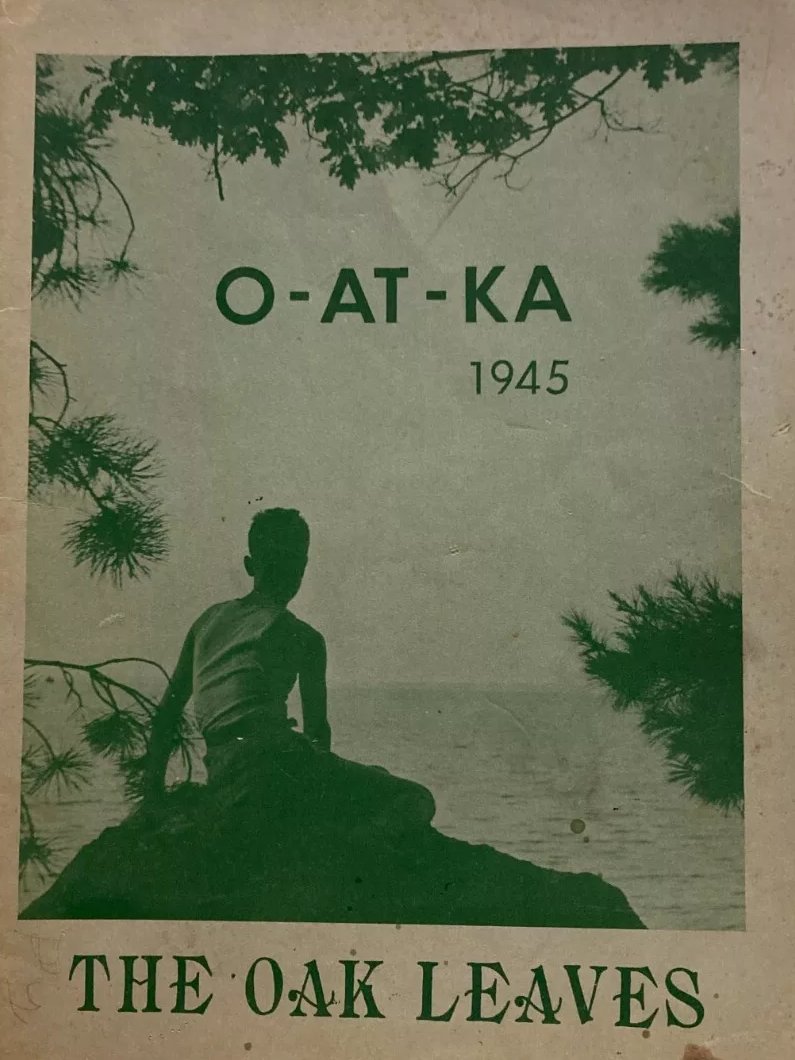 O-AT-KA
1945
THE OAK LEAVES